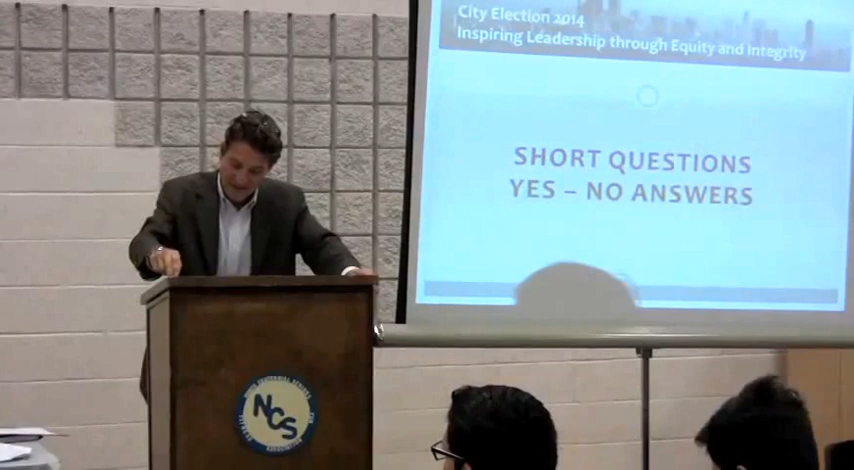 City Election 2014
Inspiring Leadership through Equity and Integrity
SHORT QUESTIONS
YES – NO ANSWERS
NCS